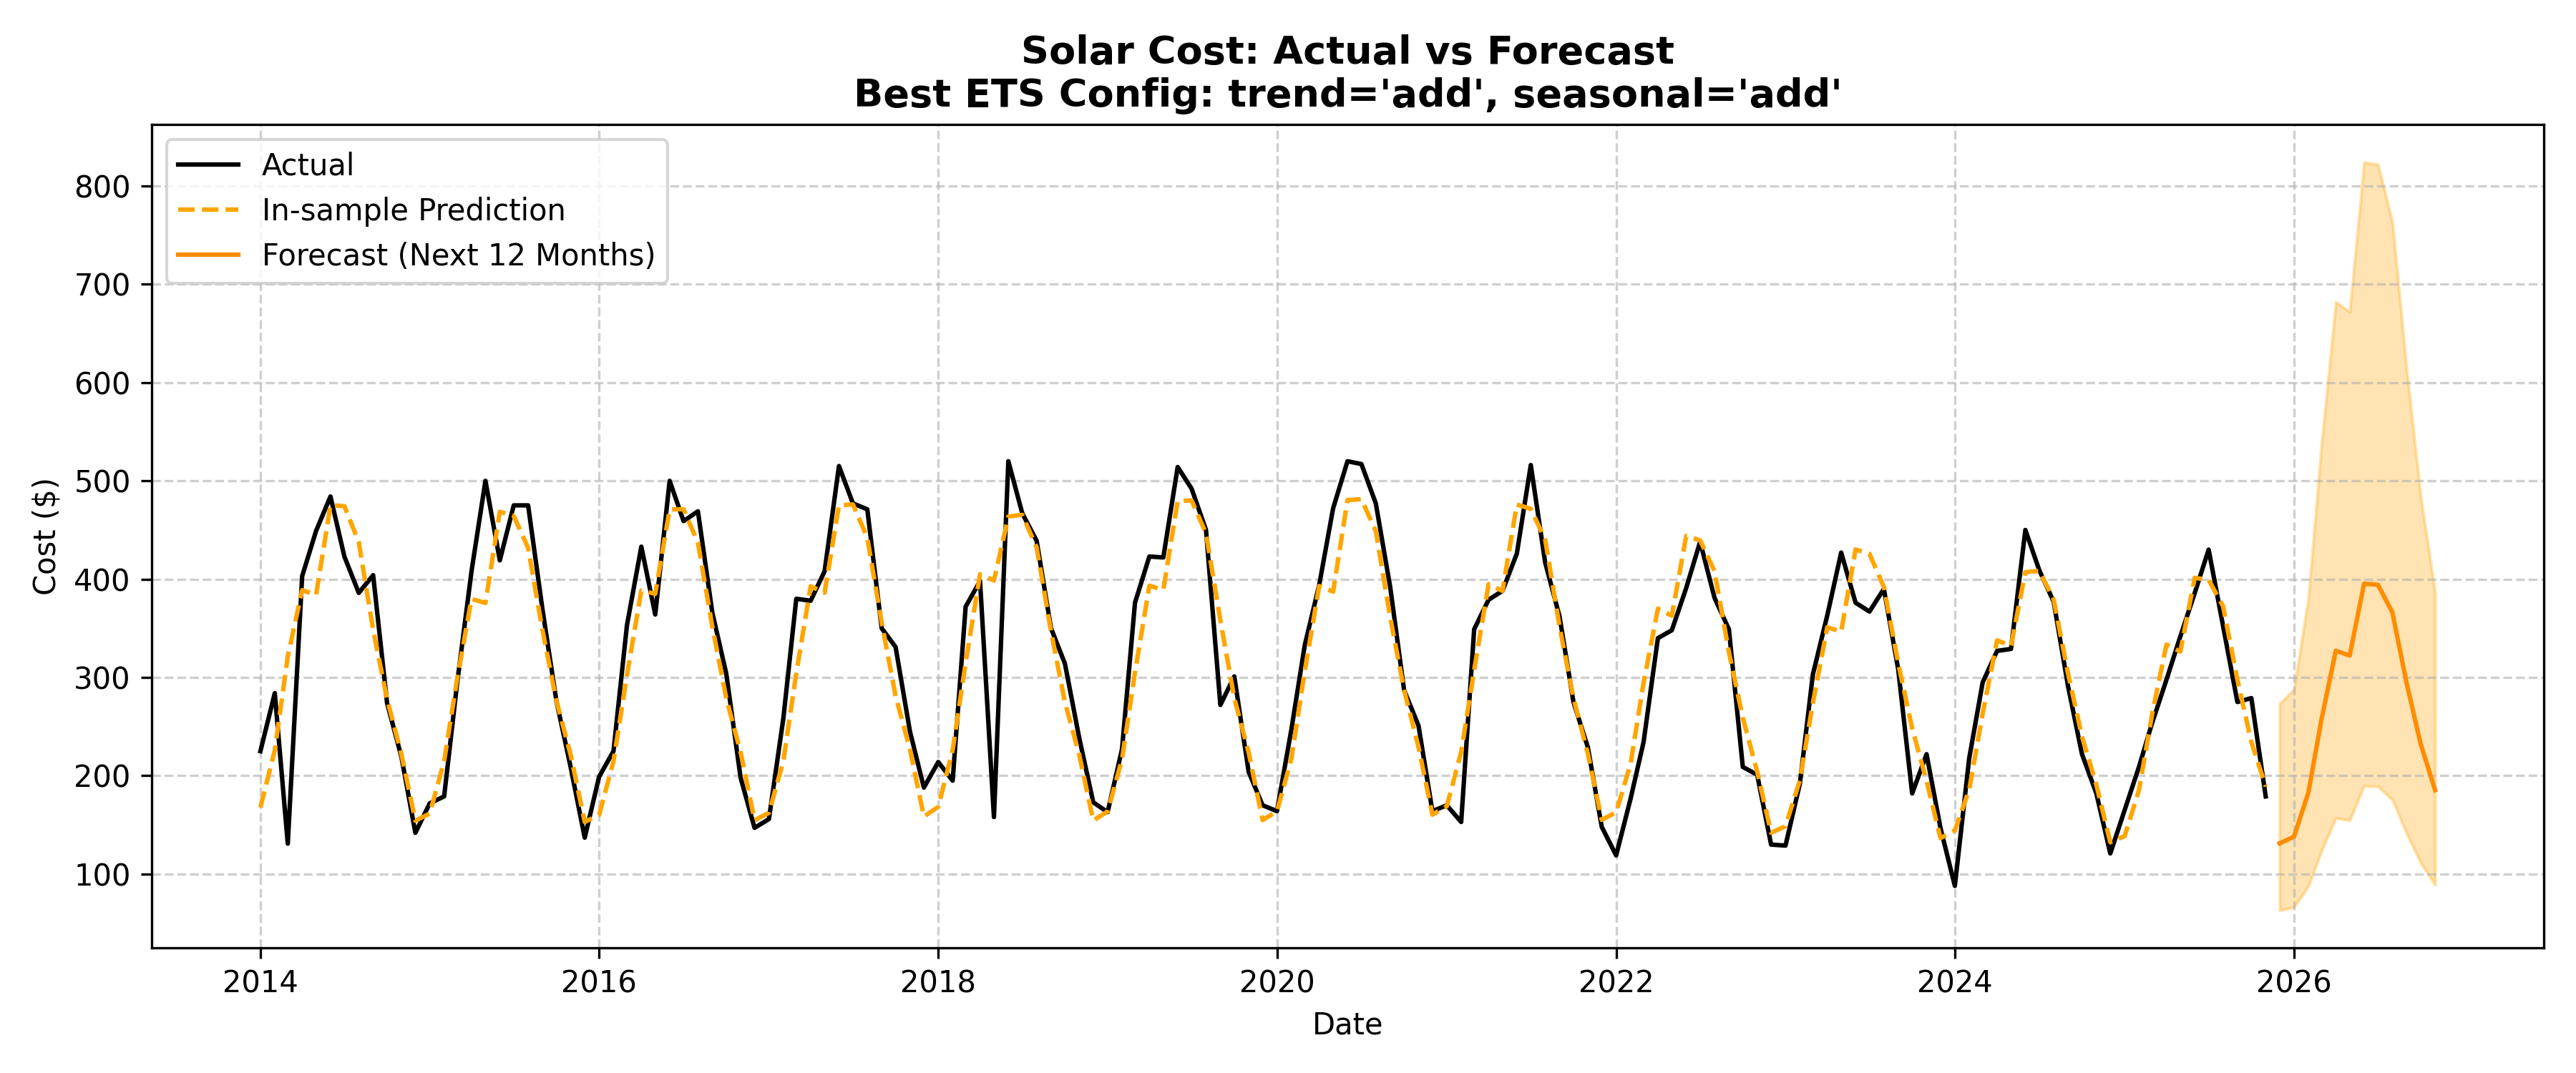 Solar Cost: Actual vs Forecast
Best ETS Config: trend='add', seasonal='add'
Actual
In-sample Prediction
Forecast (Next 12 Months)
Cost ($)
800
700
600
500
400
300
200
100
2014 2016 2018 2020 2022 2024 2026
Date